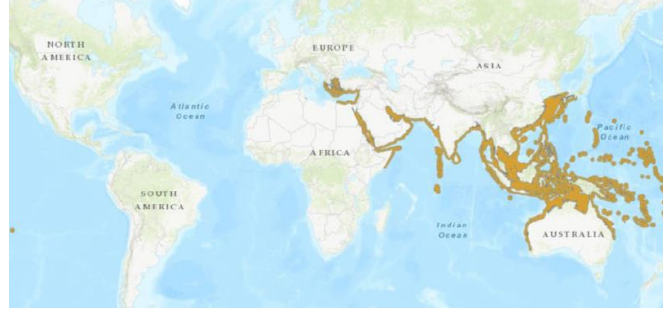 NORTH
AMERICA
EUROPE
ASIA
Atlantic
Ocean
Pacific
Ocean
AFRICA
SOUTH
AMERICA
Indian
Ocean
AUSTRALIA